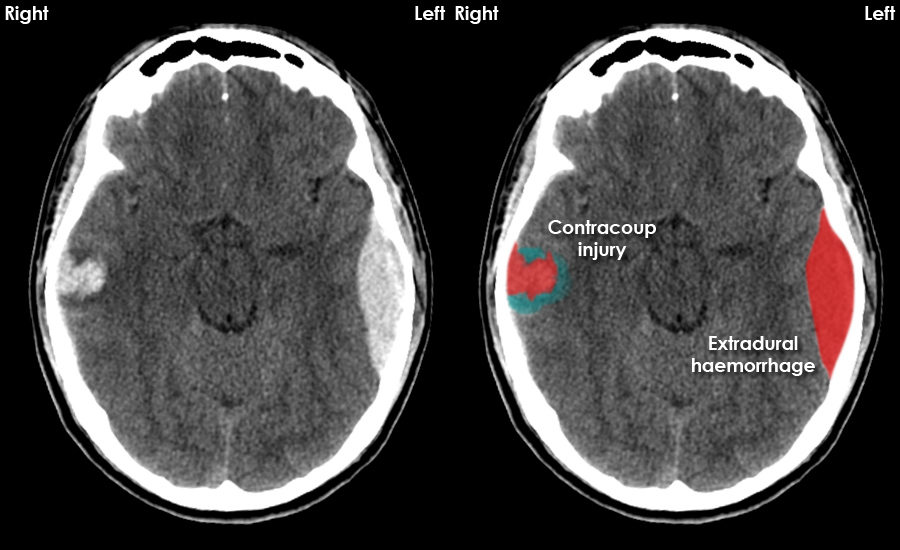 Right
Left
Right
Left
Contracoup
injury
Extradural
haemorrhage